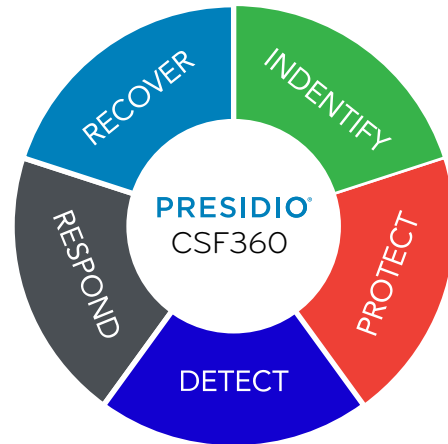 RECOVER
INDENTIFY
PROTECT
DETECT
RESPOND
PRESIDIO®
CSF360